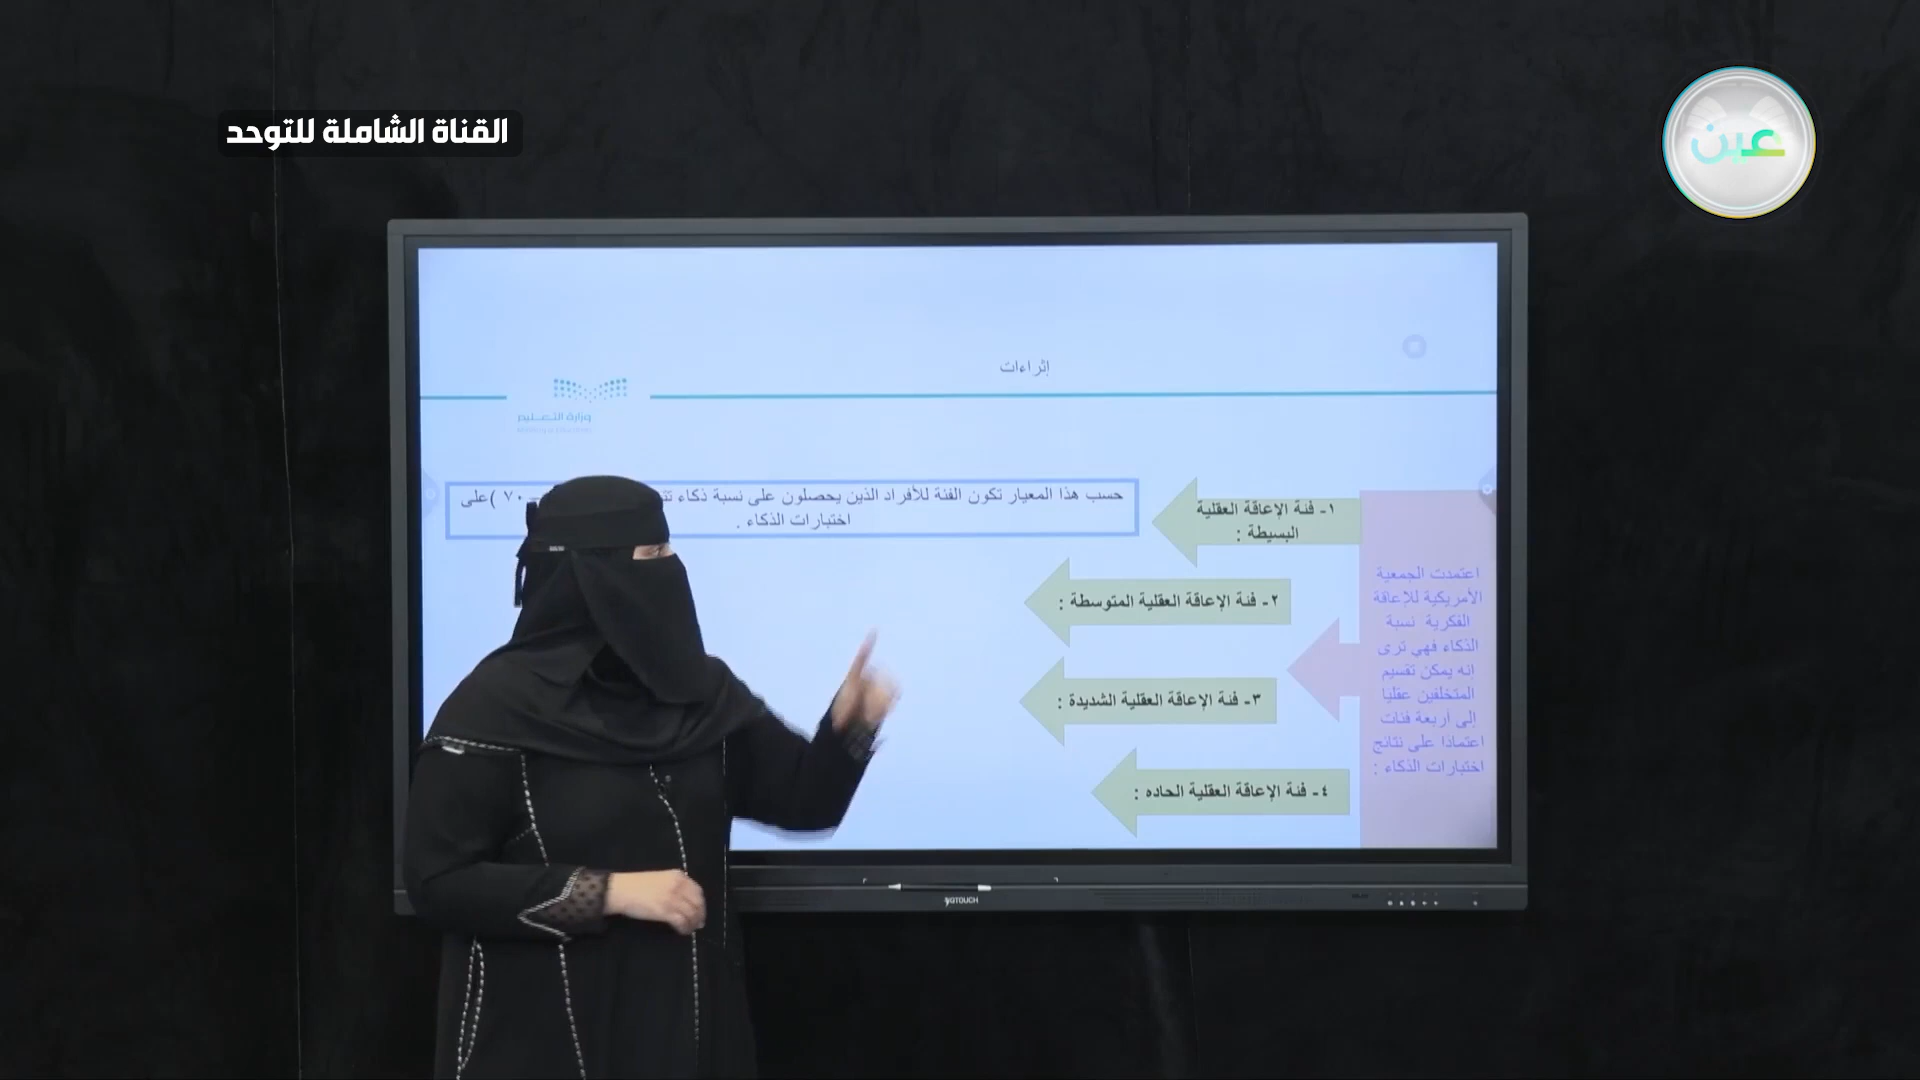 القناة الشاملة للتوحد
عين
إثراءات
وزارة التعليم
اعتمدت الجمعية
الأمريكية للإعاقة
الفكرية نسبة
الذكاء فهي ترى
إنه يمكن تقسيم
المتخلفين عقليا
إلى أربعة فئات
اعتمادا على نتائج
اختبارات الذكاء :
١- فئة الإعاقة العقلية
البسيطة :
حسب هذا المعيار تكون الفئة للأفراد الذين يحصلون على نسبة ذكاء – ٧٠ )على
اختبارات الذكاء .
٢- فئة الإعاقة العقلية المتوسطة :
٣- فئة الإعاقة العقلية الشديدة :
٤- فئة الإعاقة العقلية الحاده :